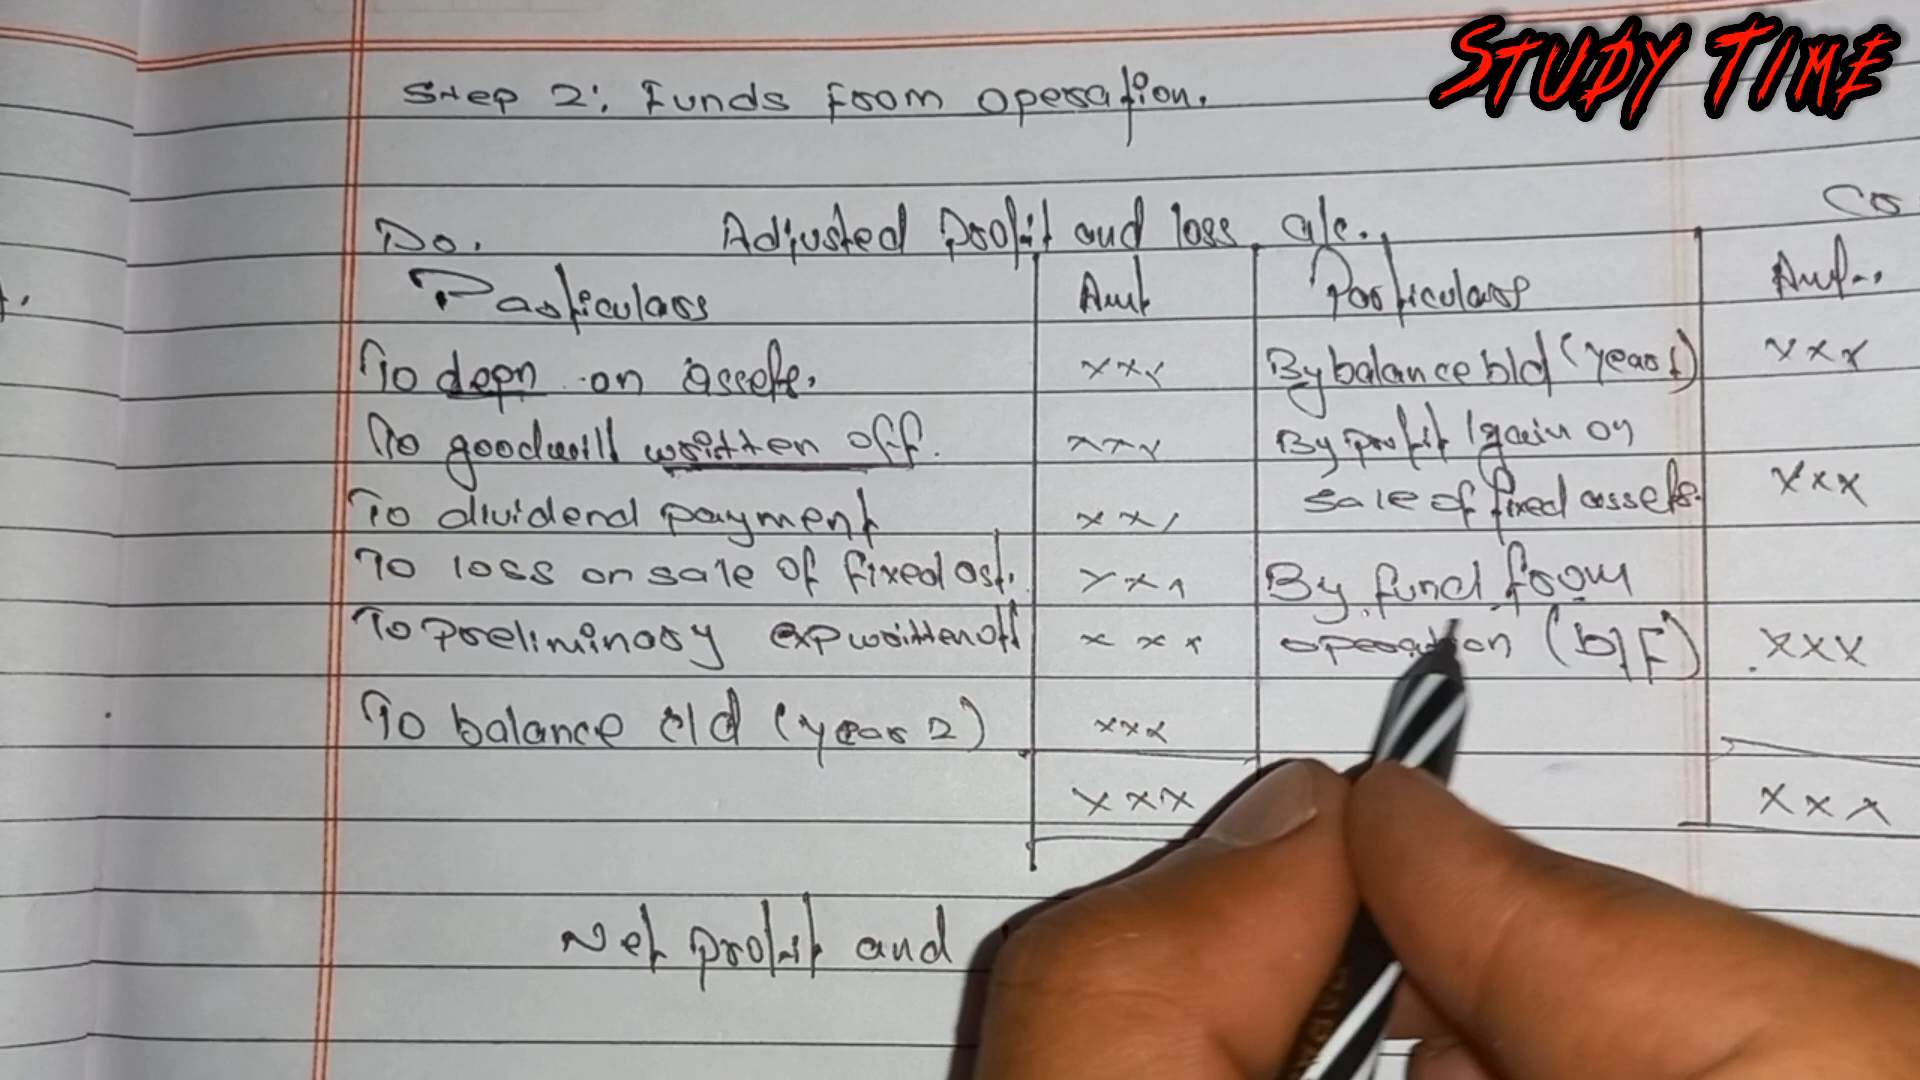 STUDY TIME
Step 2: Funds from operation.
Dr. Adjusted Profit and loss a/c. Cr
Particulars Amt Particulars Amt.
To depn on assets. xxx By balance b/d (year 1) xxx
To goodwill written off. xxx By profit/gain on
To dividend payment xxx sale of fixed assets. xxx
To loss on sale of fixed ast. xxx By fund from
To Preliminary exp written off xxx operation (b/F) xxx
To balance c/d (year 2) xxx
xxx xxx
Net profit and